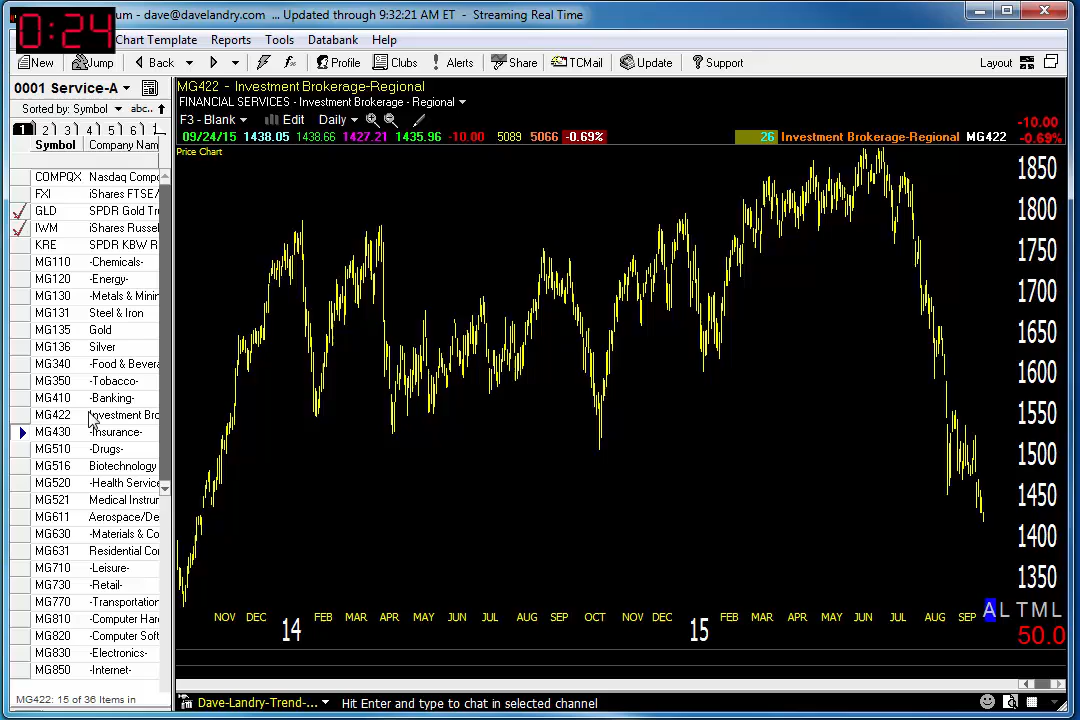 0:24
um - dave@davelandry.com ... Updated through 9:32:21 AM ET - Streaming Real Time
Chart Template Reports Tools Databank Help
New Jump Back Profile Clubs Alerts Share TCMail Update Support Layout
0001 Service-A
Sorted by: Symbol abc..
1 2 3 4 5 6
Symbol Company Nam
COMPQX Nasdaq Compo
FXI iShares FTSE/
GLD SPDR Gold Tru
IWM iShares Russel
KRE SPDR KBW R
MG110 -Chemicals-
MG120 -Energy-
MG130 -Metals & Minin
MG131 Steel & Iron
MG135 Gold
MG136 Silver
MG340 -Food & Bevera
MG350 -Tobacco-
MG410 -Banking-
MG422 Investment Bro
MG430 -Insurance-
MG510 -Drugs-
MG516 Biotechnology
MG520 -Health Service
MG521 Medical Instrum
MG611 Aerospace/De
MG630 -Materials & Co
MG631 Residential Co
MG710 -Leisure-
MG730 -Retail-
MG770 -Transportation
MG810 -Computer Har
MG820 -Computer Soft
MG830 -Electronics-
MG850 -Internet-
MG422: 15 of 36 Items in
MG422 - Investment Brokerage-Regional
FINANCIAL SERVICES - Investment Brokerage - Regional
F3 - Blank Edit Daily
09/24/15 1438.05 1438.66 1427.21 1435.96 -10.00 5089 5066 -0.69% 26 Investment Brokerage-Regional MG422
-10.00
-0.69%
Price Chart
1850
1800
1750
1700
1650
1600
1550
1500
1450
1400
1350
NOV DEC FEB MAR APR MAY JUN JUL AUG SEP OCT NOV DEC FEB MAR APR MAY JUN JUL AUG SEP
14 15
A L T M L
50.0
Dave-Landry-Trend-... Hit Enter and type to chat in selected channel